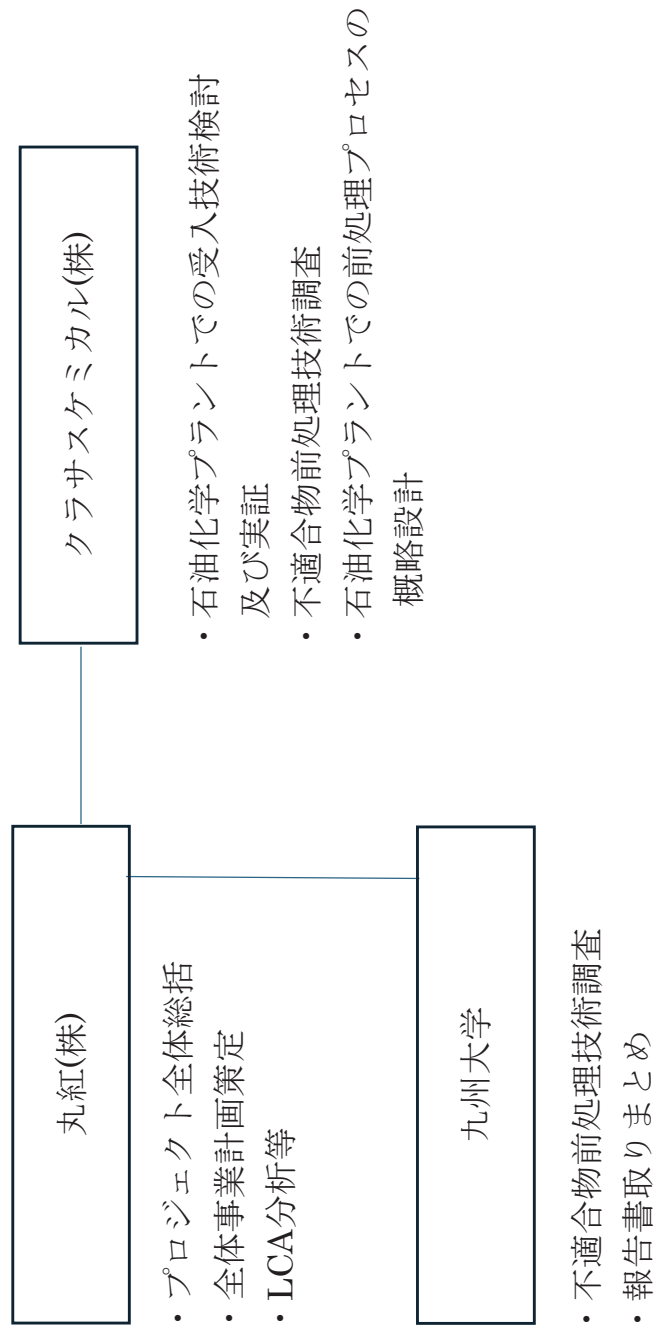 丸紅(株)
・プロジェクト全体総括
・全体事業計画策定
・LCA分析等
クラサスケミカル(株)
・石油化学プラントでの受入技術検討
及び実証
・不適合物前処理技術調査
・石油化学プラントでの前処理プロセスの
概略設計
九州大学
・不適合物前処理技術調査
・報告書取りまとめ